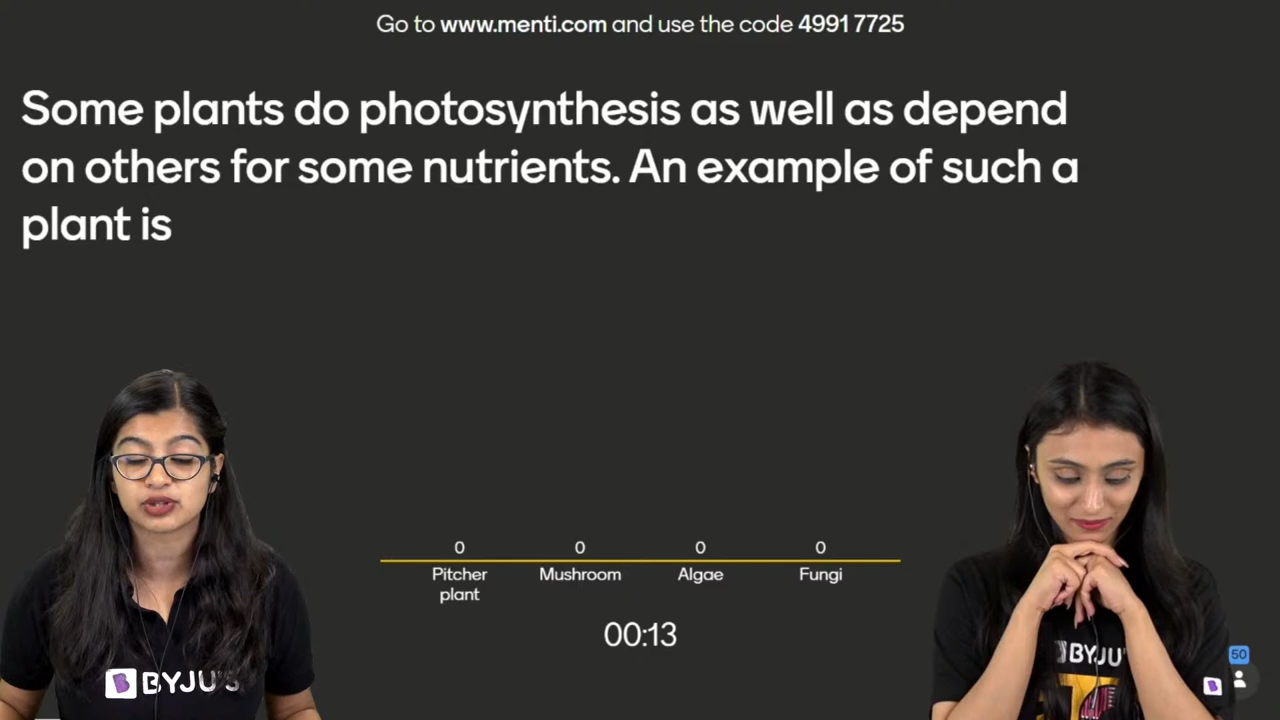 Go to www.menti.com and use the code 4991 7725
Some plants do photosynthesis as well as depend
on others for some nutrients. An example of such a
plant is
0 0 0 0
Pitcher Mushroom Algae Fungi
plant
00:13
BYJU'S
BYJU'S
50